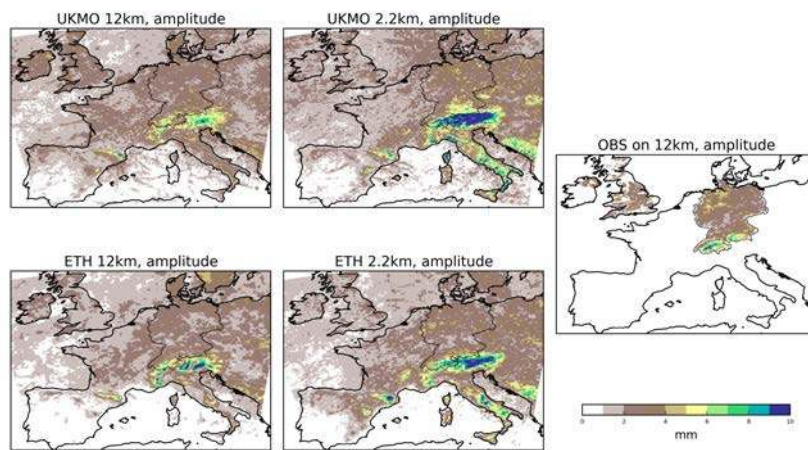 UKMO 12km, amplitude
UKMO 2.2km, amplitude
OBS on 12km, amplitude
ETH 12km, amplitude
ETH 2.2km, amplitude
0 2 4 6 8 10
mm